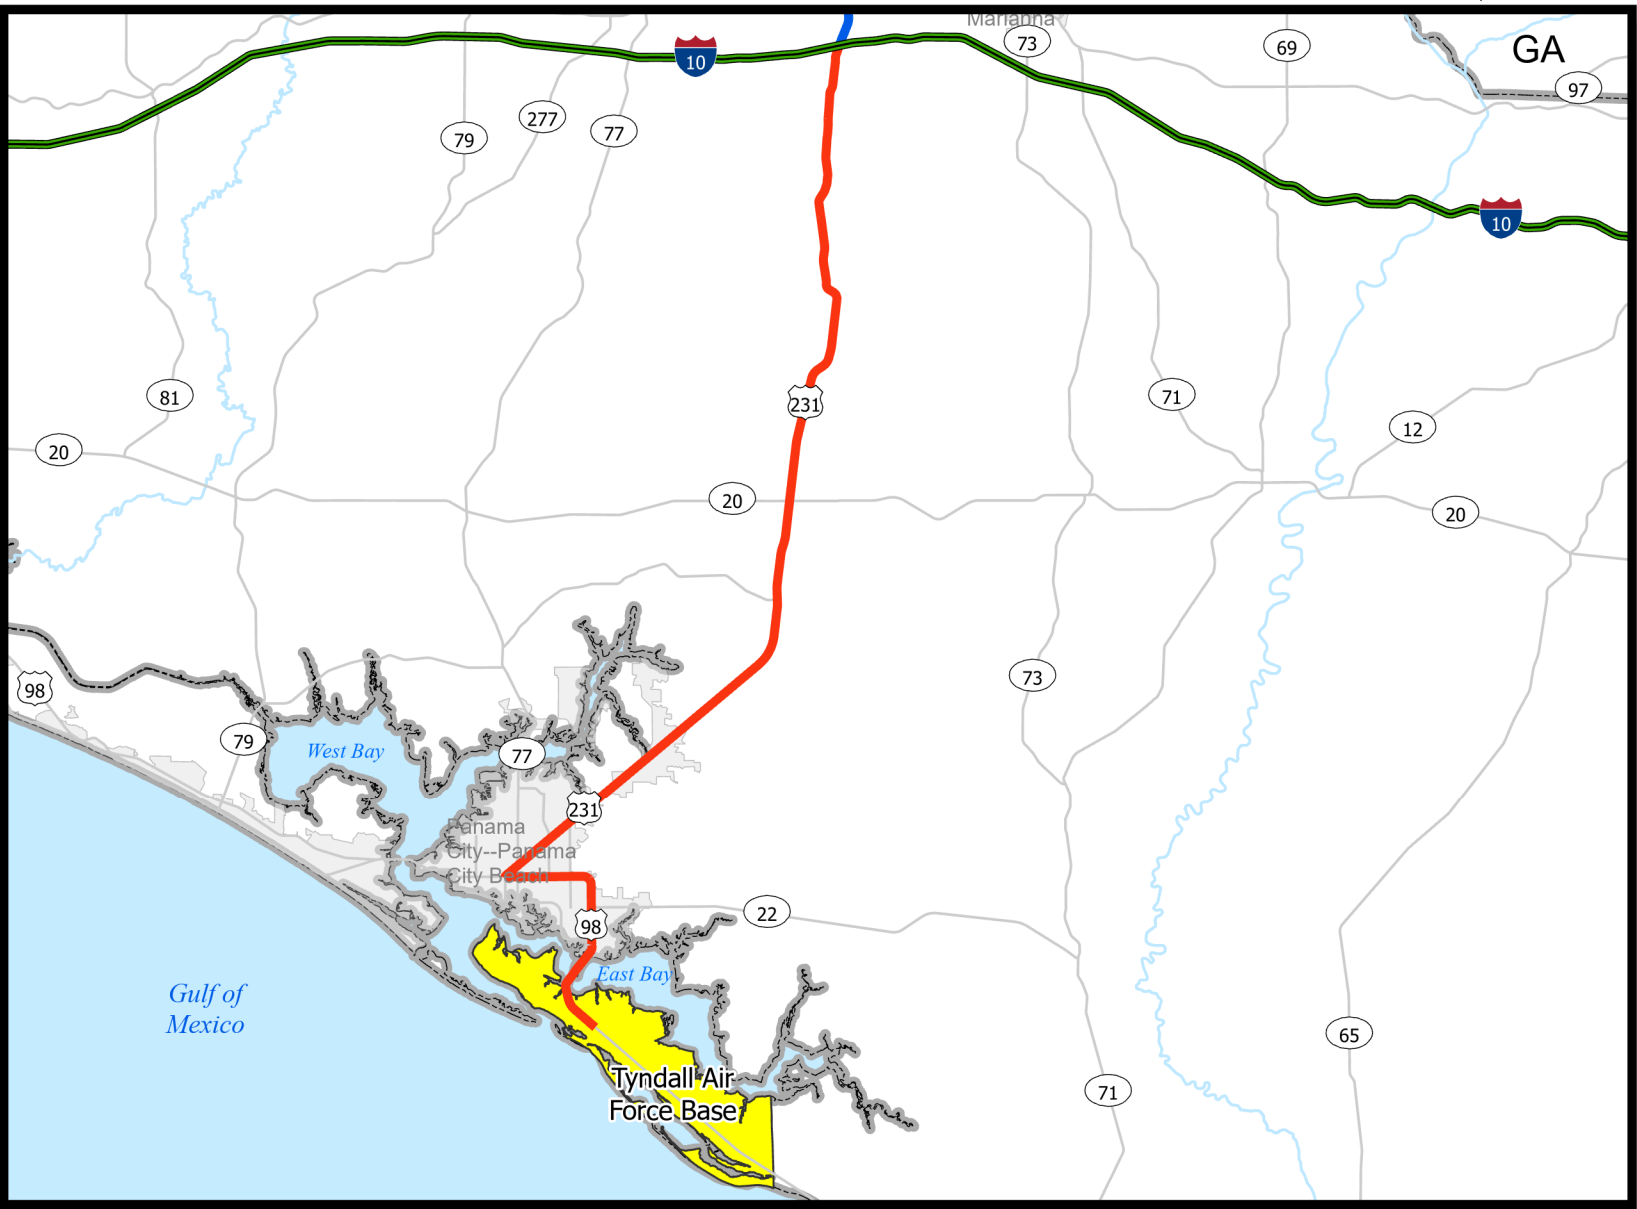 Marianna
73
69
GA
10
97
79
277
77
10
81
231
71
12
20
20
20
98
73
79
West Bay
77
231
Panama
City--Panama
City Beach
22
98
East Bay
Gulf of
Mexico
65
Tyndall Air
Force Base
71